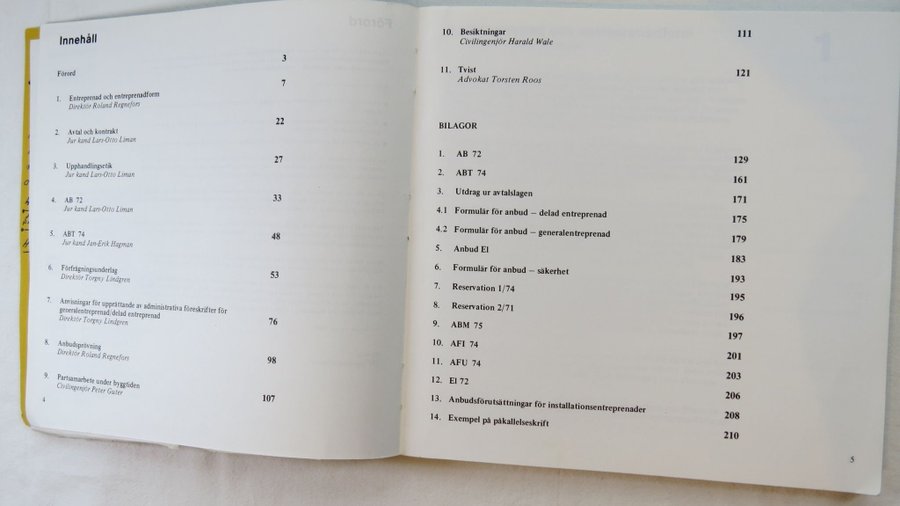 Innehåll
Förord 3
1. Entreprenad och entreprenadform 7
Direktör Roland Regnefors
2. Avtal och kontrakt 22
Jur kand Lars-Otto Liman
3. Upphandlingsetik 27
Jur kand Lars-Otto Liman
4. AB 72 33
Jur kand Lars-Otto Liman
5. ABT 74 48
Jur kand Jan-Erik Hagman
6. Förfrågningsunderlag 53
Direktör Torgny Lindgren
7. Anvisningar för upprättande av administrativa föreskrifter för
generalentreprenad/delad entreprenad 76
Direktör Torgny Lindgren
8. Anbudsprövning 98
Direktör Roland Regnefors
9. Partsamarbete under byggtiden 107
Civilingenjör Peter Guter
4
10. Besiktningar 111
Civilingenjör Harald Wale
11. Tvist 121
Advokat Torsten Roos
BILAGOR
1. AB 72 129
2. ABT 74 161
3. Utdrag ur avtalslagen 171
4.1 Formulär för anbud – delad entreprenad 175
4.2 Formulär för anbud – generalentreprenad 179
5. Anbud El 183
6. Formulär för anbud – säkerhet 193
7. Reservation 1/74 195
8. Reservation 2/71 196
9. ABM 75 197
10. AFI 74 201
11. AFU 74 203
12. El 72 206
13. Anbudsförutsättningar för installationsentreprenader 208
14. Exempel på påkallelseskrift 210
5